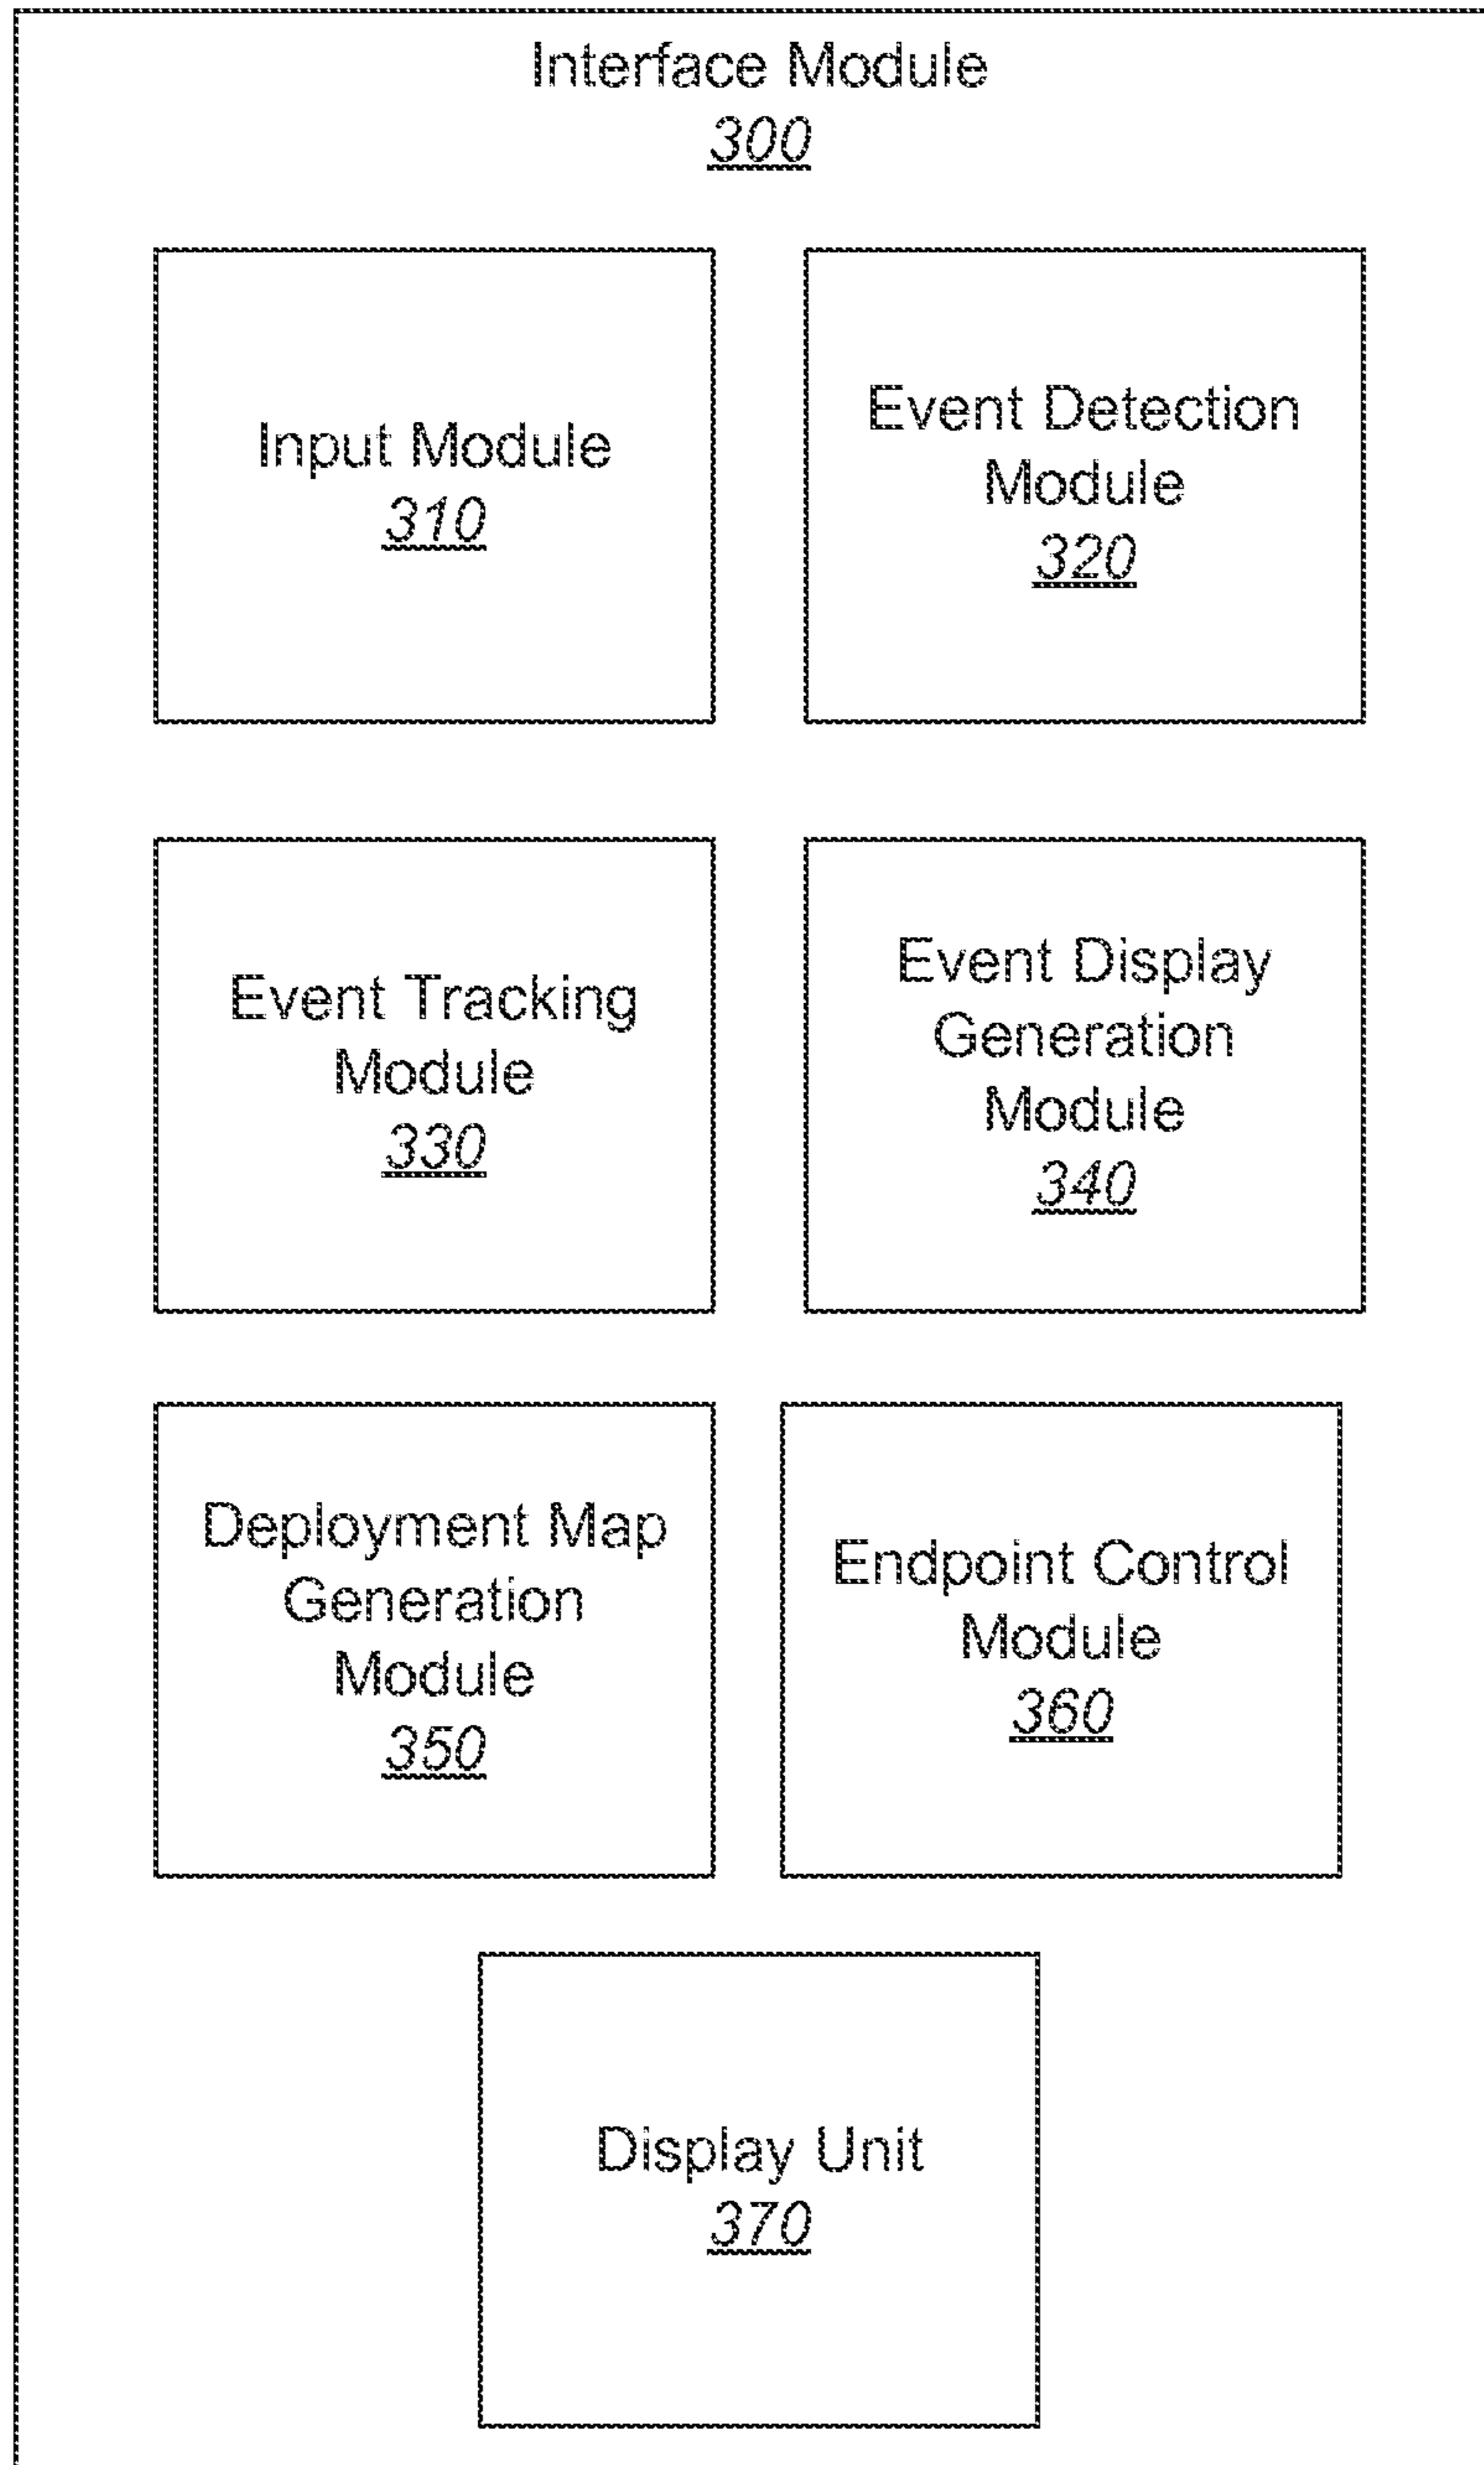 Interface Module
300
Input Module
310
Event Detection
Module
320
Event Tracking
Module
330
Event Display
Generation
Module
340
Deployment Map
Generation
Module
350
Endpoint Control
Module
360
Display Unit
370